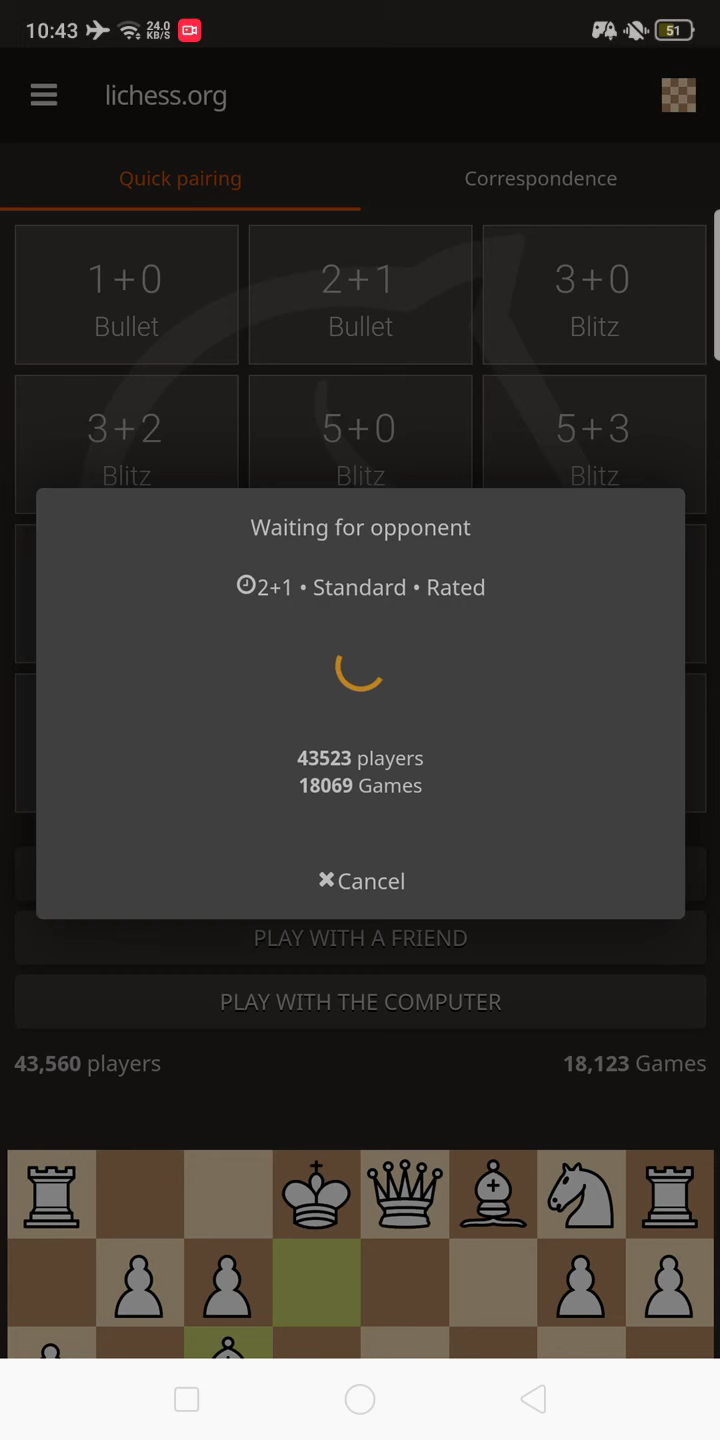 10:43 24.0 KB/S 51
lichess.org
Quick pairing Correspondence
1+0 2+1 3+0
Bullet Bullet Blitz
3+2 5+0 5+3
Blitz Blitz Blitz
Waiting for opponent
2+1 • Standard • Rated
43523 players
18069 Games
Cancel
PLAY WITH A FRIEND
PLAY WITH THE COMPUTER
43,560 players 18,123 Games